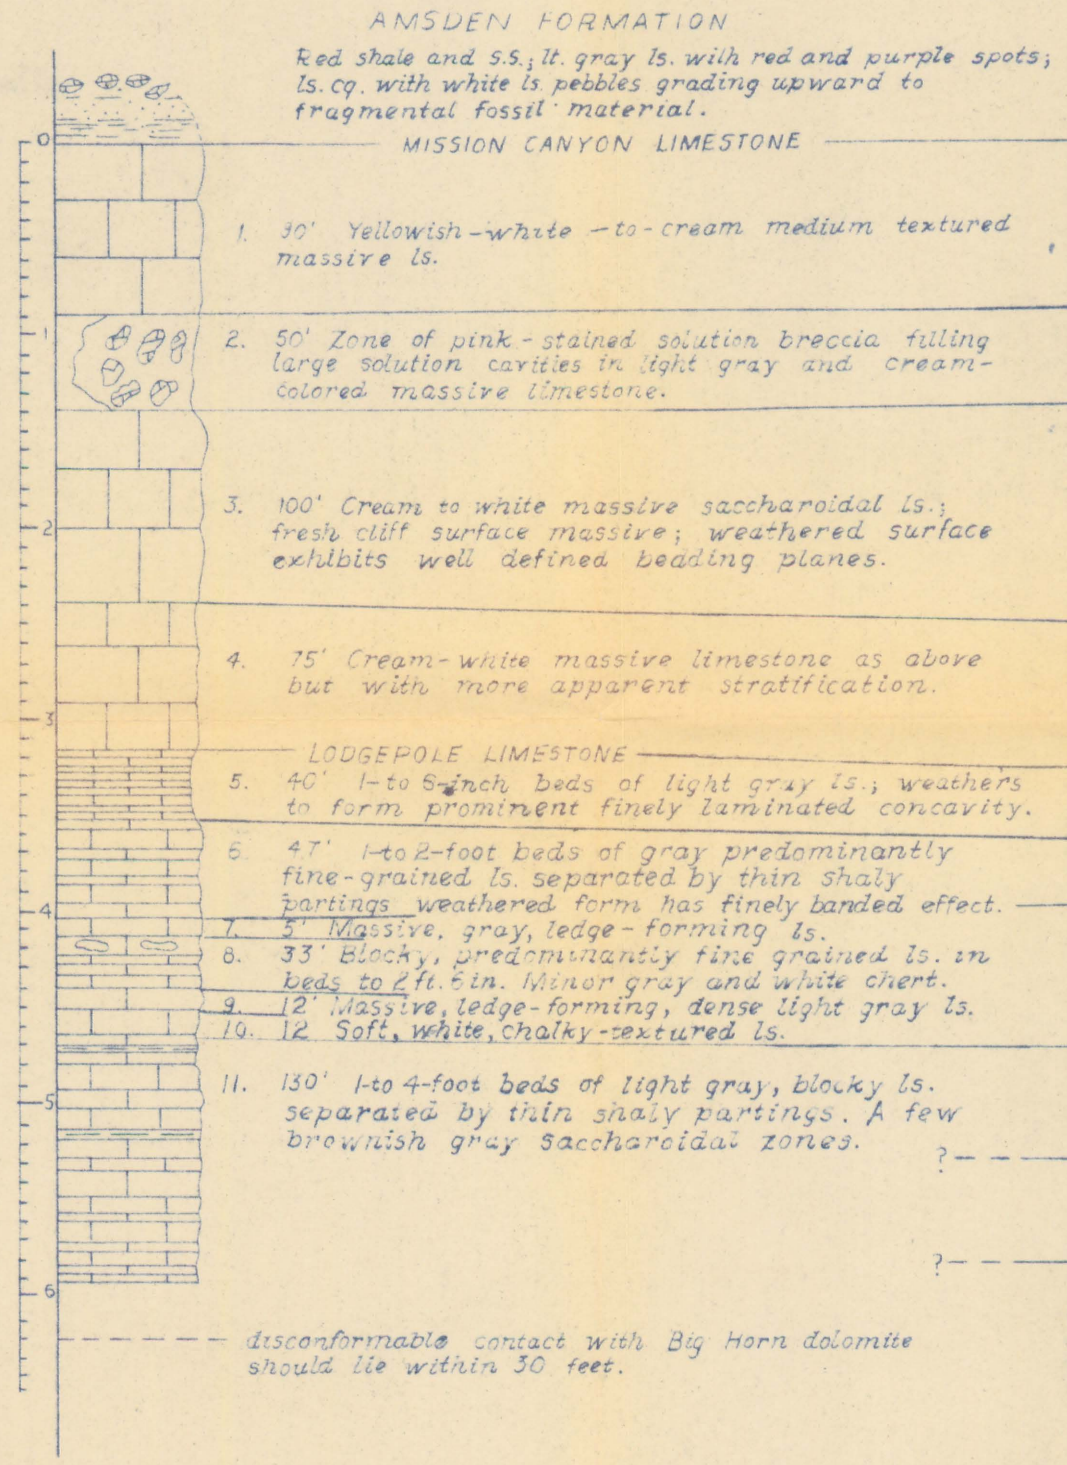 AMSDEN FORMATION
Red shale and s.s.; lt. gray ls. with red and purple spots;
ls. cg. with white ls. pebbles grading upward to
fragmental fossil material.
0
MISSION CANYON LIMESTONE
1. 90' Yellowish-white-to-cream medium textured
massive ls.
1
2. 50' Zone of pink-stained solution breccia filling
large solution cavities in light gray and cream-
colored massive limestone.
3. 100' Cream to white massive saccharoidal ls.;
fresh cliff surface massive; weathered surface
exhibits well defined bedding planes.
2
4. 75' Cream-white massive limestone as above
but with more apparent stratification.
3
LODGEPOLE LIMESTONE
5. 40' 1-to 6-inch beds of light gray ls.; weathers
to form prominent finely laminated concavity.
6. 47' 1-to 2-foot beds of gray predominantly
fine-grained ls. separated by thin shaly
partings weathered form has finely banded effect.
4
7. 5' Massive, gray, ledge-forming ls.
8. 33' Blocky, predominantly fine grained ls. in
beds to 2 ft. 6 in. Minor gray and white chert.
9. 12' Massive, ledge-forming, dense light gray ls.
10. 12 Soft, white, chalky-textured ls.
11. 130' 1-to 4-foot beds of light gray, blocky ls.
5
separated by thin shaly partings. A few
brownish gray saccharoidal zones.
?
?
6
disconformable contact with Big Horn dolomite
should lie within 30 feet.